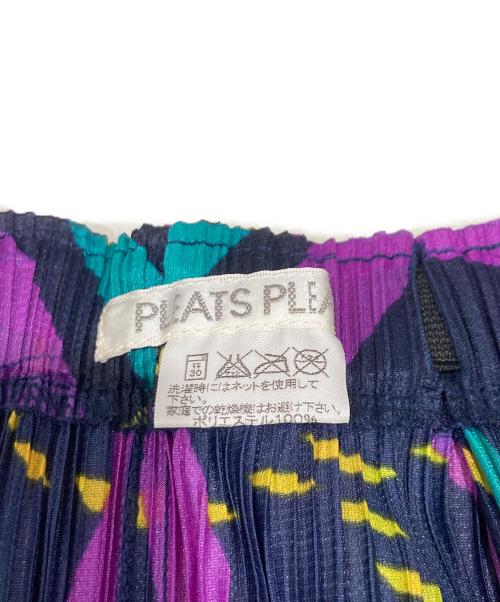 PLEATS PLEA
弱
30
洗濯時にはネットを使用して
下さい。
家庭での乾燥機はお避け下さい。
ポリエステル100%